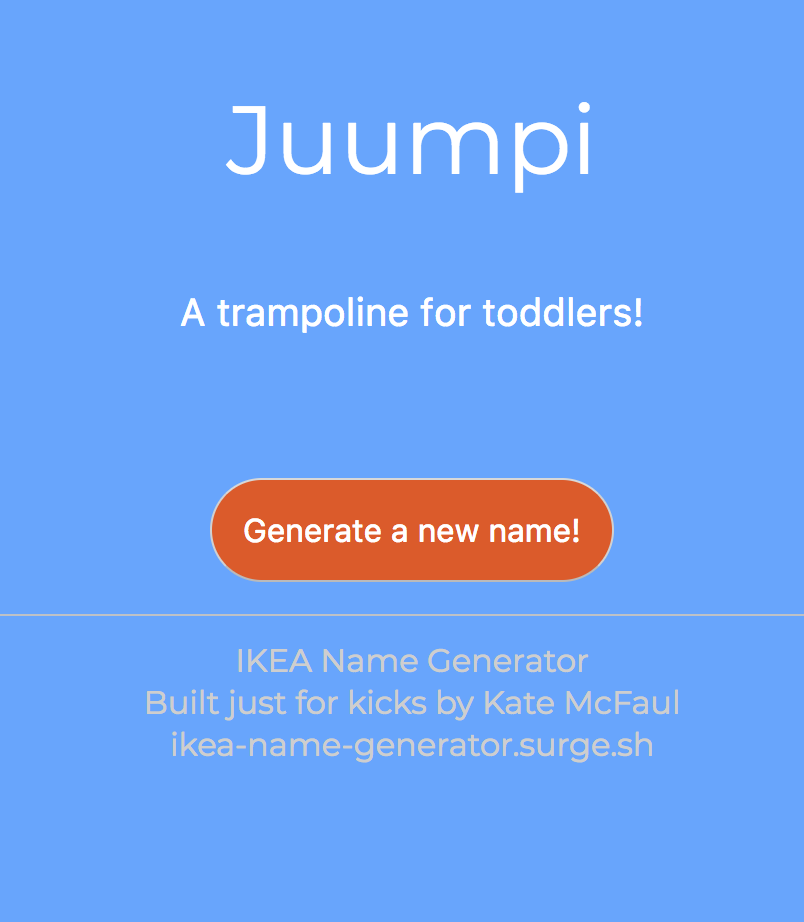 Juumpi
A trampoline for toddlers!
Generate a new name!
IKEA Name Generator
Built just for kicks by Kate McFaul
ikea-name-generator.surge.sh